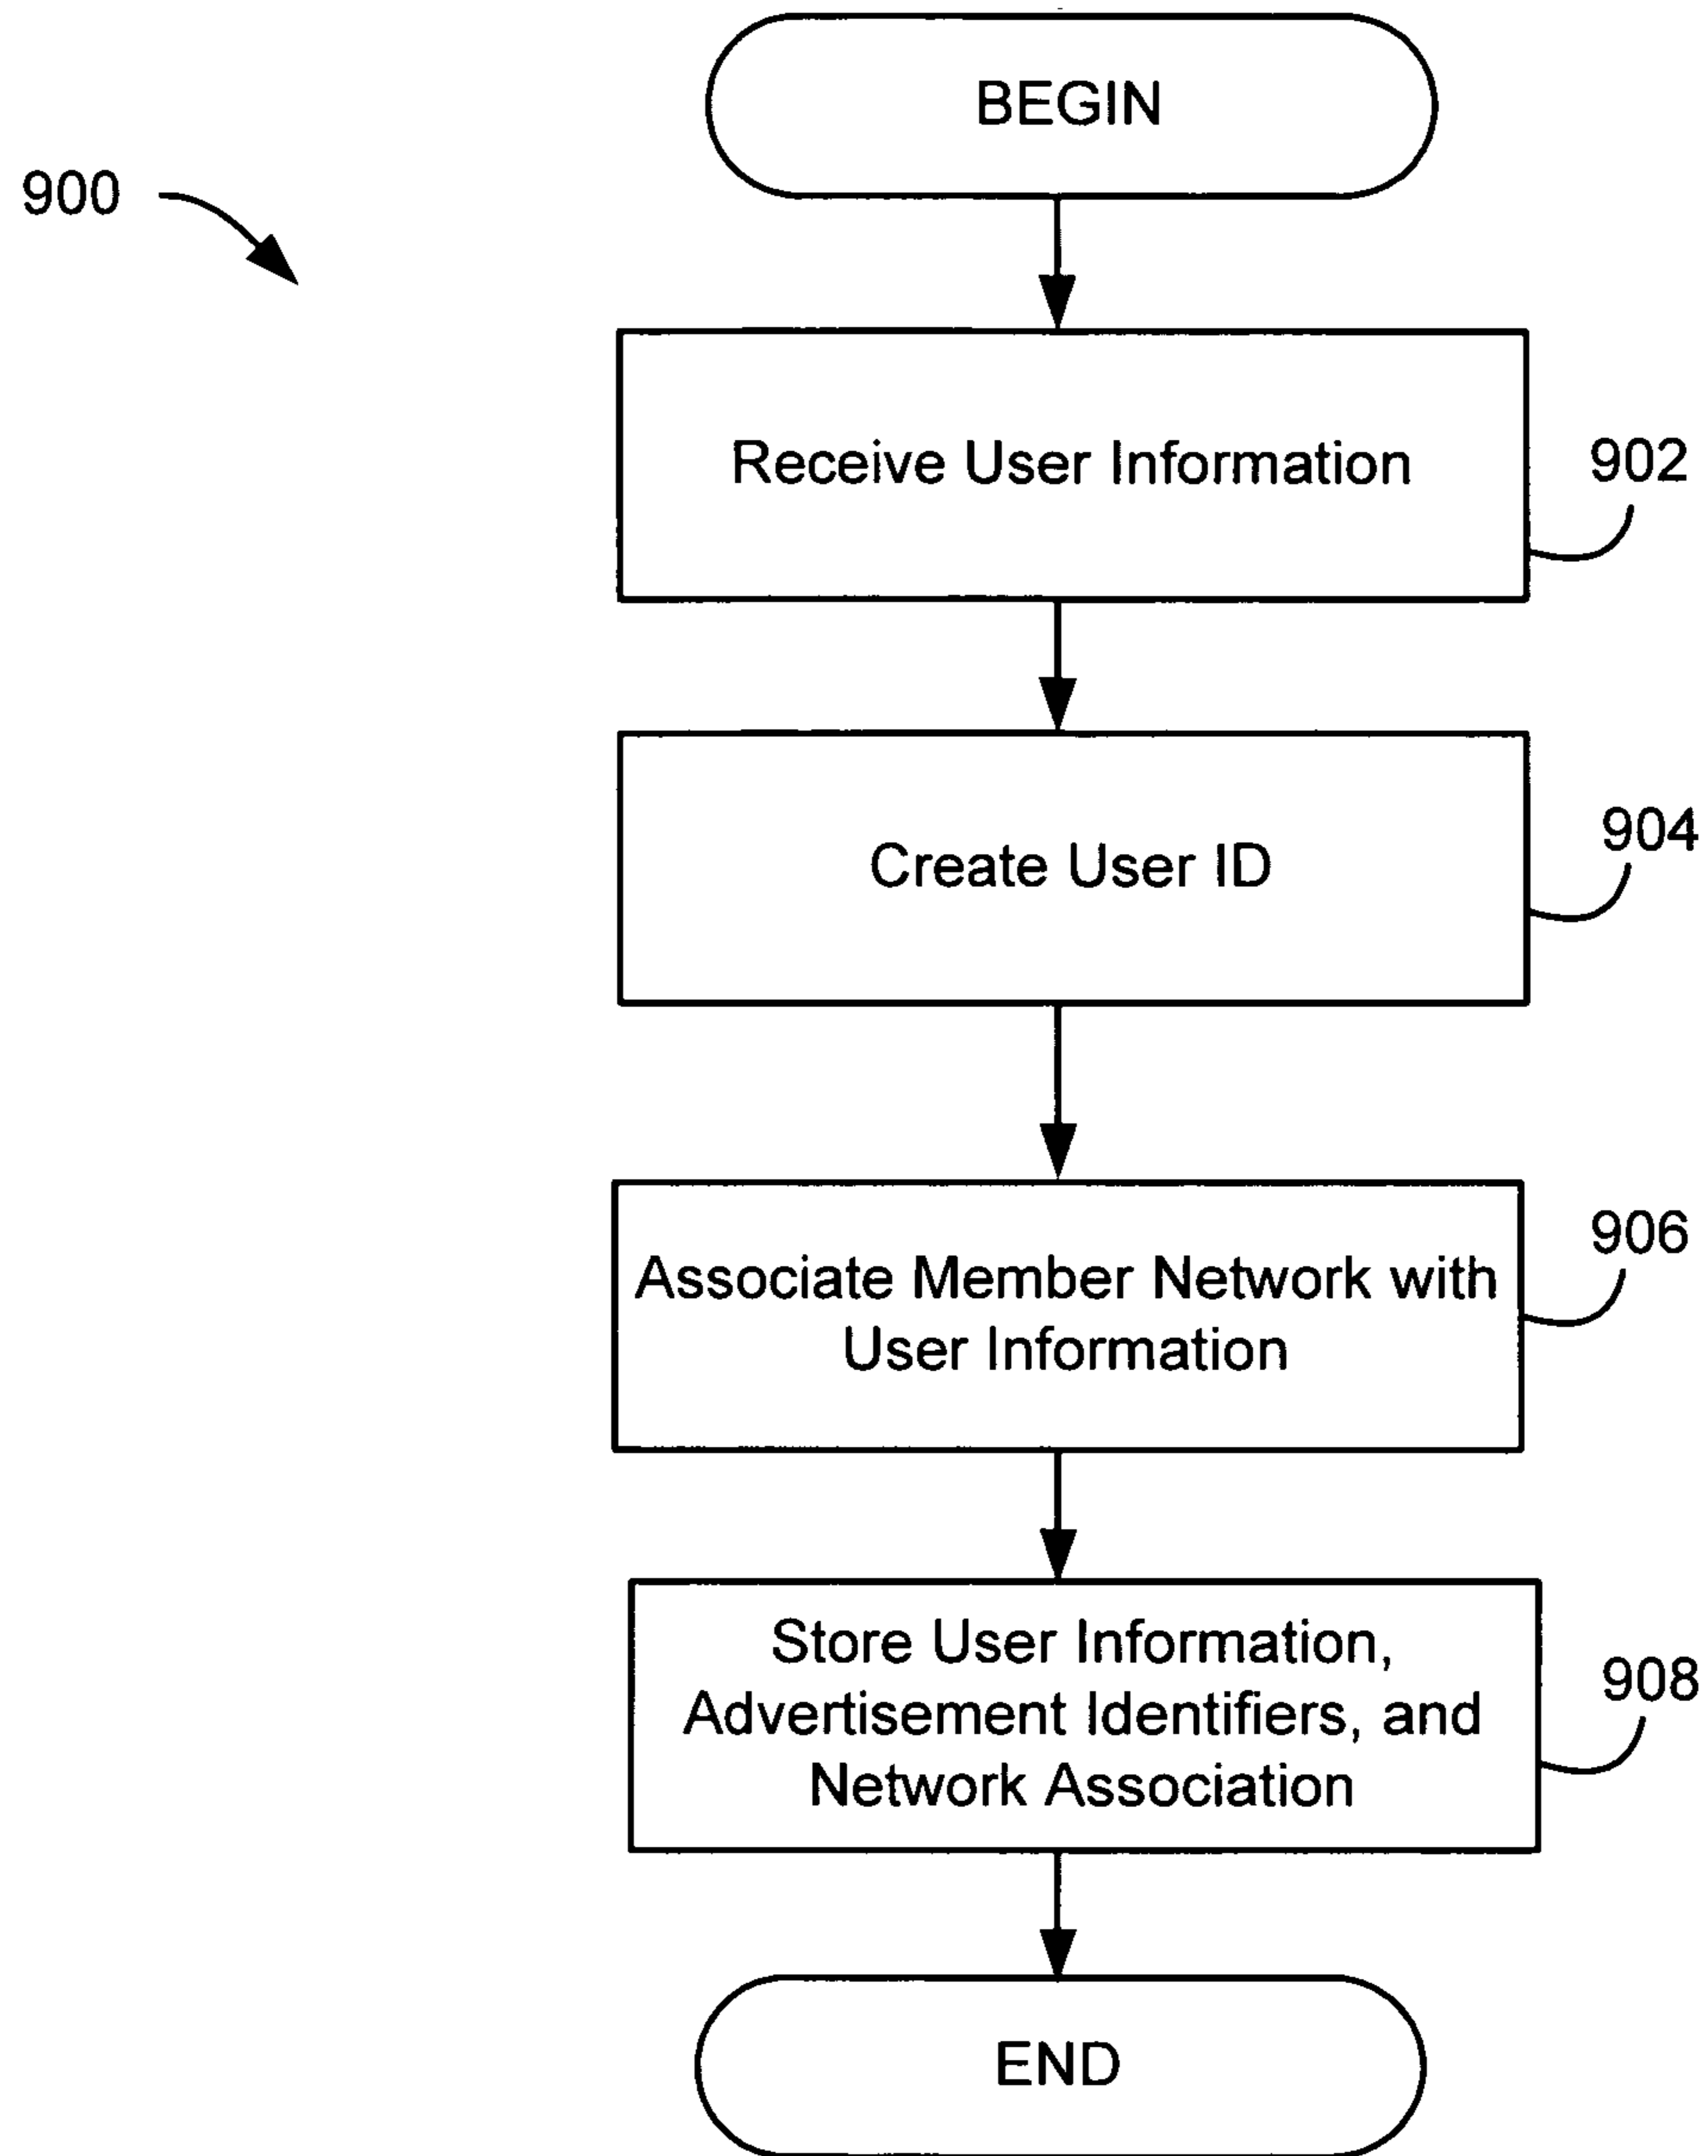 BEGIN
900
Receive User Information
902
Create User ID
904
Associate Member Network with
User Information
906
Store User Information,
Advertisement Identifiers, and
Network Association
908
END